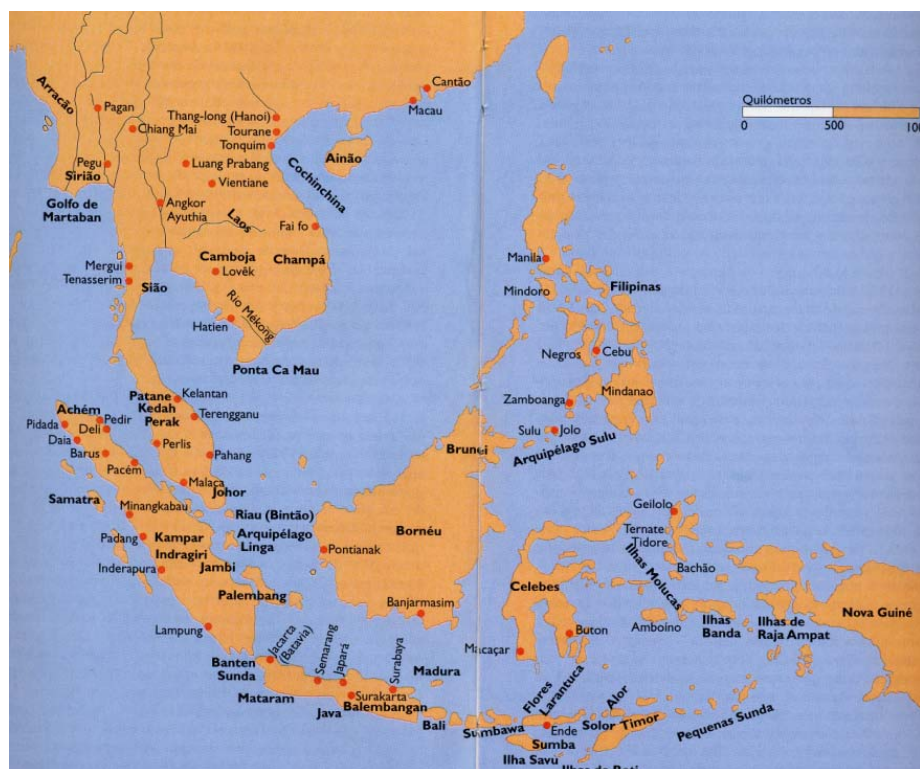 Cantão
Macau
Quilómetros
0 500 100
Arracão
Pagan
Thang-long (Hanoi)
Tourane
Tonquim
Chiang Mai
Ainão
Pegu
Sirião
Luang Prabang
Vientiane
Cochinchina
Golfo de
Martaban
Angkor
Ayuthia
Laos
Fai fo
Camboja
Lovêk
Champá
Manila
Mergui
Tenasserim
Sião
Mindoro
Filipinas
Hatien
Rio Mékong
Ponta Ca Mau
Negros
Cebu
Patane
Kelantan
Kedah
Perak
Terengganu
Zamboanga
Mindanao
Achém
Pedir
Pidada
Deli
Daia
Perlis
Sulu
Jolo
Arquipélago Sulu
Brunei
Barus
Pacém
Pahang
Malaca
Johor
Samatra
Minangkabau
Riau (Bintão)
Arquipélago
Linga
Bornéu
Geilolo
Ternate
Tidore
Padang
Kampar
Indragiri
Pontianak
Inderapura
Jambi
Ilhas Molucas
Bachão
Palembang
Celebes
Banjarmasim
Lampung
Amboíno
Ilhas
Banda
Ilhas de
Raja Ampat
Nova Guiné
Buton
Macaçar
Jacarta
(Batavia)
Semarang
Japará
Surabaya
Madura
Banten
Sunda
Mataram
Surakarta
Balembangan
Java
Bali
Sumbawa
Flores
Larantuca
Alor
Ende
Solor
Timor
Pequenas Sunda
Sumba
Ilha Savu